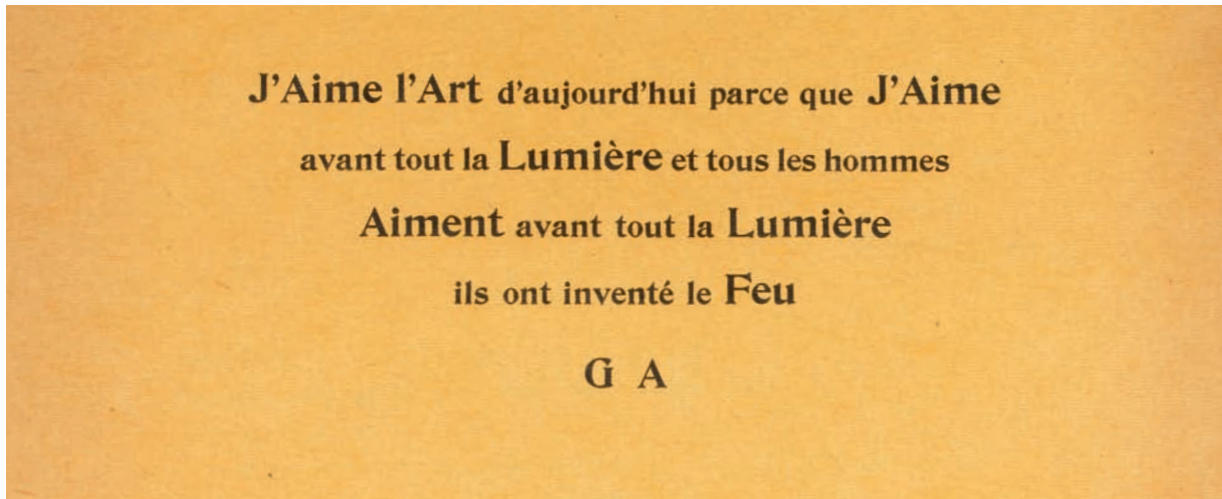 J'Aime l'Art d'aujourd'hui parce que J'Aime
avant tout la Lumière et tous les hommes
Aiment avant tout la Lumière
ils ont inventé le Feu
G A